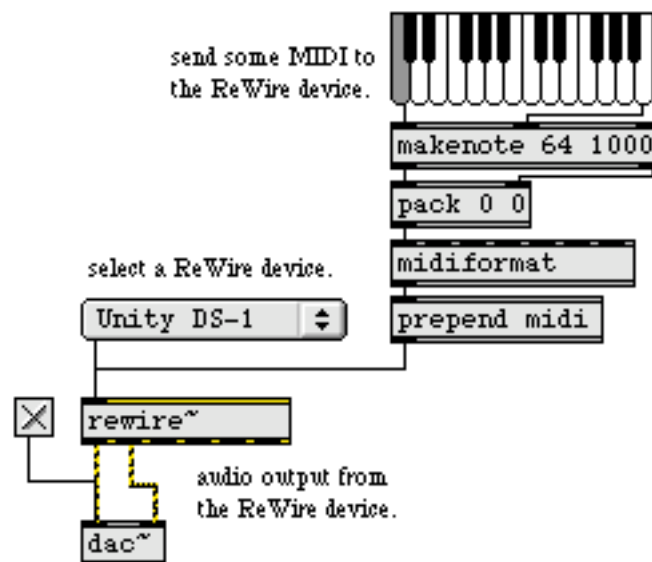 send some MIDI to
the ReWire device.
makenote 64 1000
pack 0 0
midiformat
select a ReWire device.
Unity DS-1
prepend midi
rewire~
audio output from
the ReWire device.
dac~